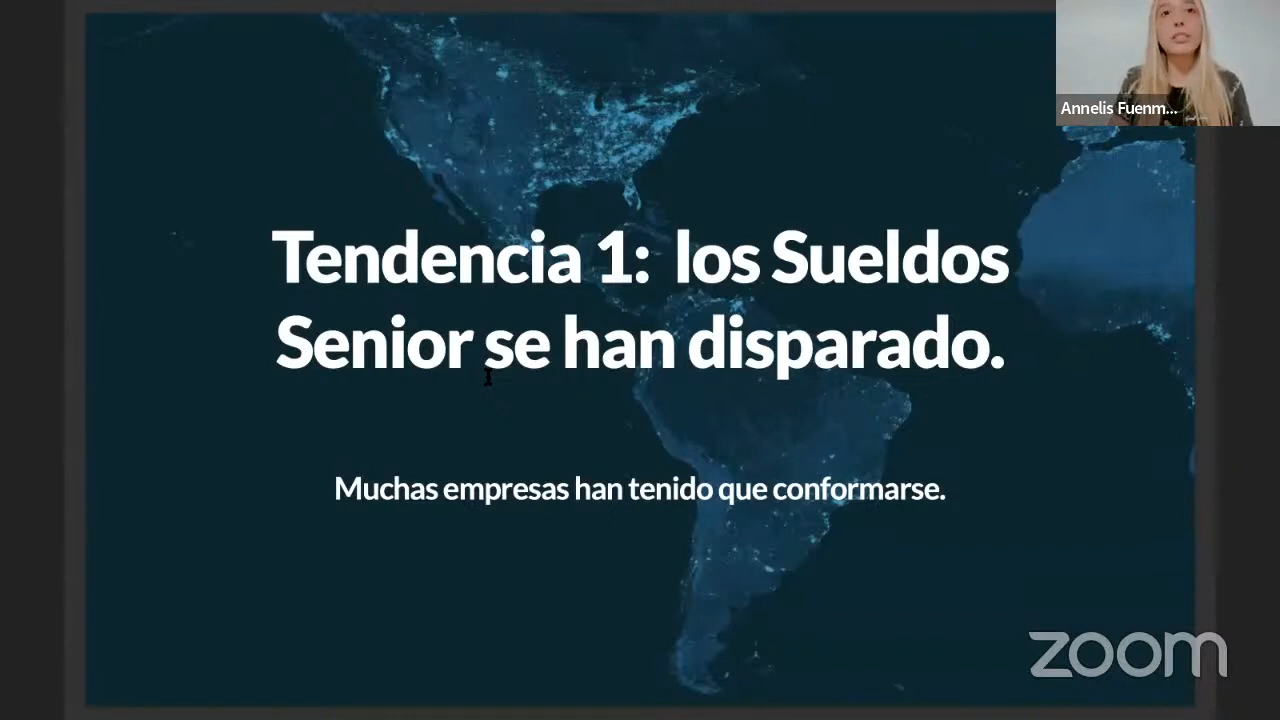 Annelis Fuenm...
Tendencia 1: los Sueldos
Senior se han disparado.
Muchas empresas han tenido que conformarse.
zoom